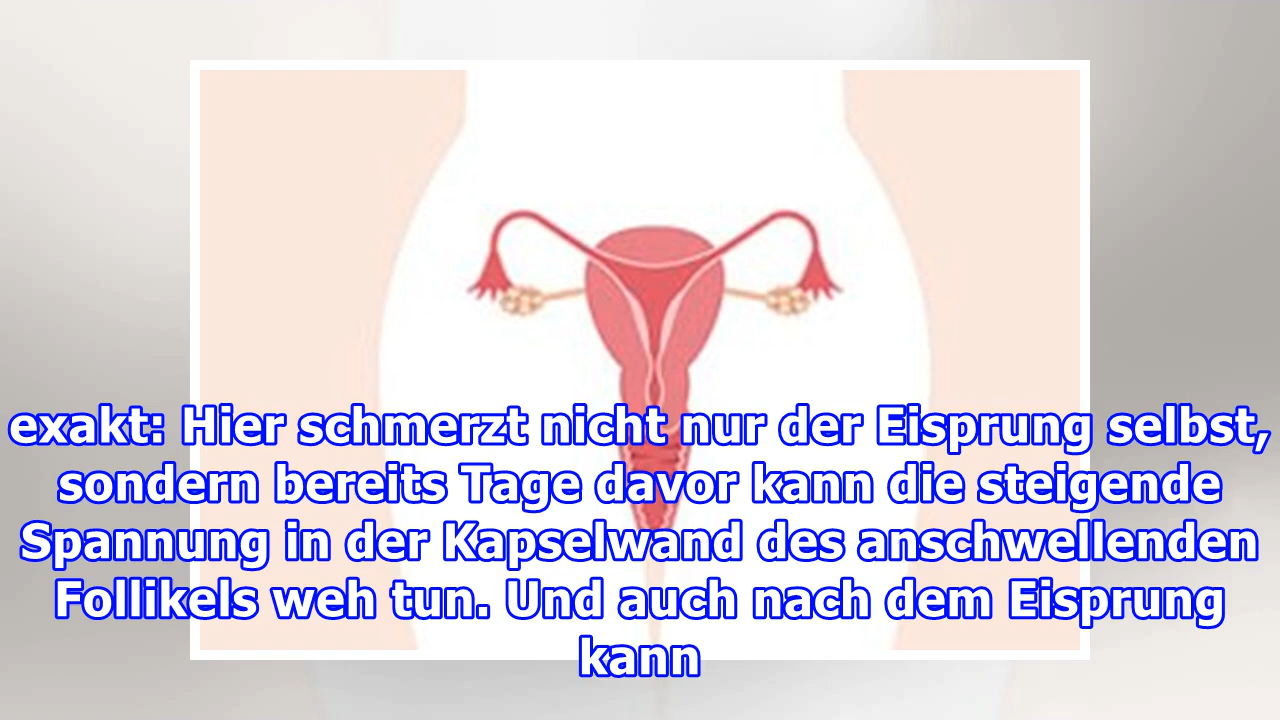 exakt: Hier schmerzt nicht nur der Eisprung selbst,
sondern bereits Tage davor kann die steigende
Spannung in der Kapselwand des anschwellenden
Follikels weh tun. Und auch nach dem Eisprung
kann